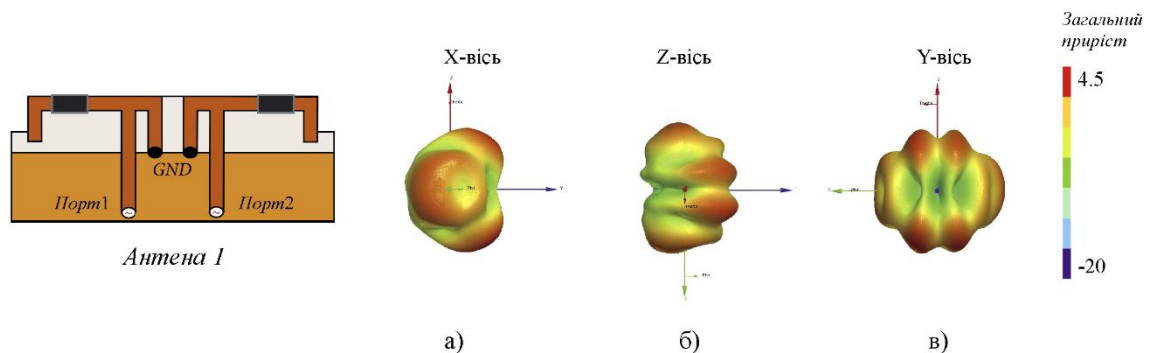 Загальний
приріст
X-вісь
Z-вісь
Y-вісь
4.5
-20
GND
Порт1
Порт2
Антена 1
а)
б)
в)